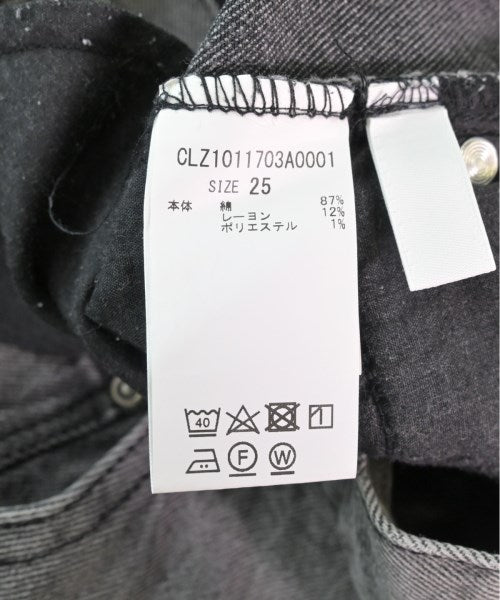 CLZ1011703A0001
SIZE 25
本体 綿 87%
レーヨン 12%
ポリエステル 1%
40
F W